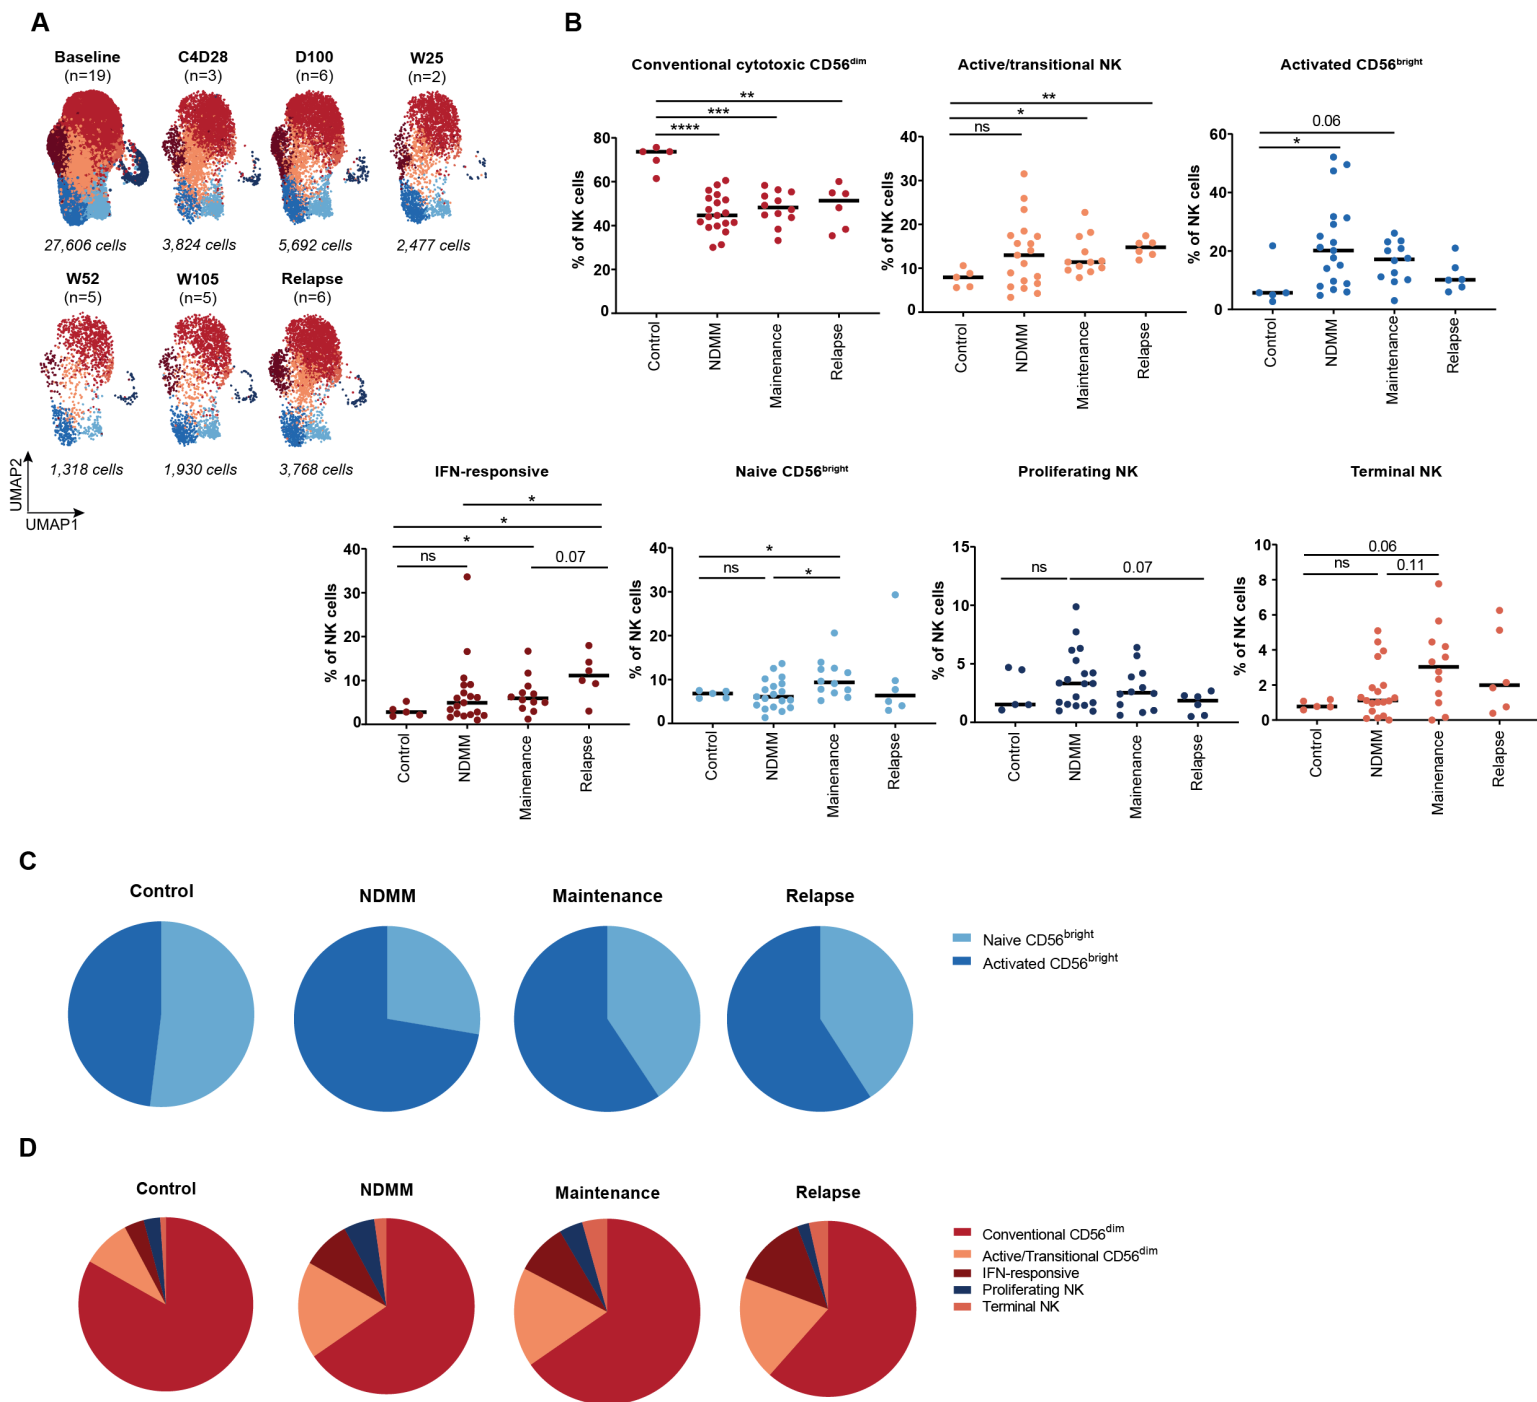 A
Baseline
(n=19)
C4D28
(n=3)
D100
(n=6)
W25
(n=2)
27,606 cells
3,824 cells
5,692 cells
2,477 cells
W52
(n=5)
W105
(n=5)
Relapse
(n=6)
1,318 cells
1,930 cells
3,768 cells
UMAP2
UMAP1
B
Conventional cytotoxic CD56dim
**
***
****
% of NK cells
80
60
40
20
0
Control
NDMM
Mainenance
Relapse
Active/transitional NK
**
*
ns
% of NK cells
40
30
20
10
0
Control
NDMM
Maintenance
Relapse
Activated CD56bright
0.06
*
% of NK cells
60
40
20
0
Control
NDMM
Maintenance
Relapse
IFN-responsive
*
*
*
ns
0.07
% of NK cells
40
30
20
10
0
Control
NDMM
Mainenance
Relapse
Naive CD56bright
*
ns
*
% of NK cells
40
30
20
10
0
Control
NDMM
Maintenance
Relapse
Proliferating NK
ns
0.07
% of NK cells
15
10
5
0
Control
NDMM
Mainenance
Relapse
Terminal NK
0.06
ns
0.11
% of NK cells
10
8
6
4
2
0
Control
NDMM
Mainenance
Relapse
C
Control
NDMM
Maintenance
Relapse
Naive CD56bright
Activated CD56bright
D
Control
NDMM
Maintenance
Relapse
Conventional CD56dim
Active/Transitional CD56dim
IFN-responsive
Proliferating NK
Terminal NK